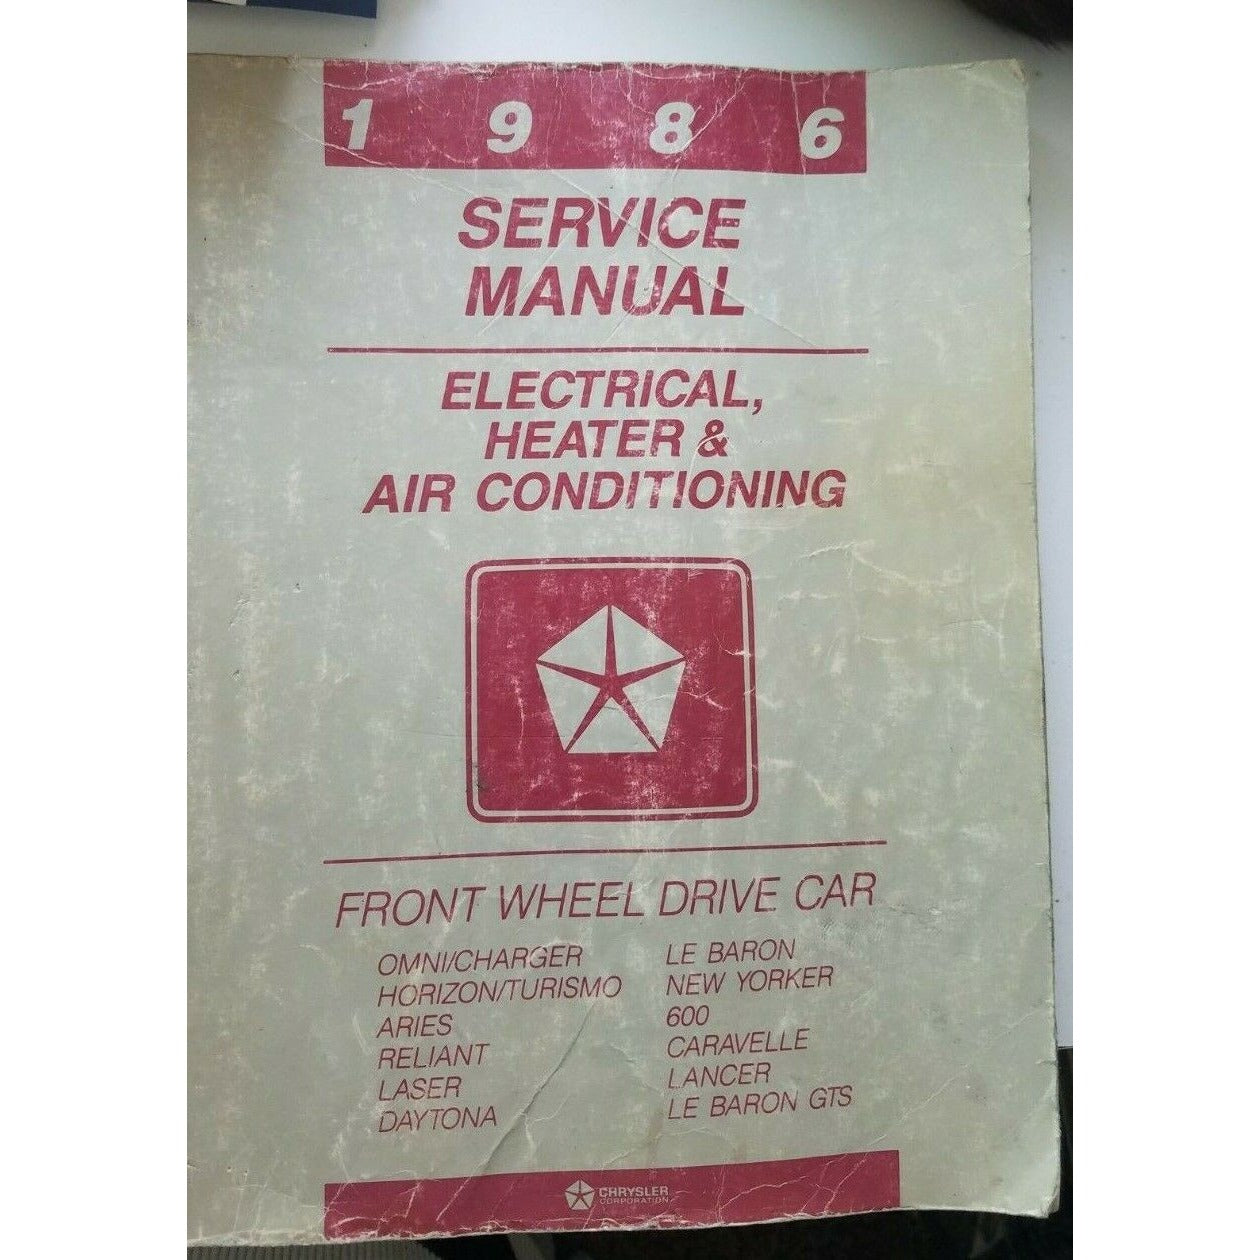 1 9 8 6
SERVICE
MANUAL
ELECTRICAL,
HEATER &
AIR CONDITIONING
FRONT WHEEL DRIVE CAR
OMNI/CHARGER
HORIZON/TURISMO
ARIES
RELIANT
LASER
DAYTONA
LE BARON
NEW YORKER
600
CARAVELLE
LANCER
LE BARON GTS
CHRYSLER
CORPORATION